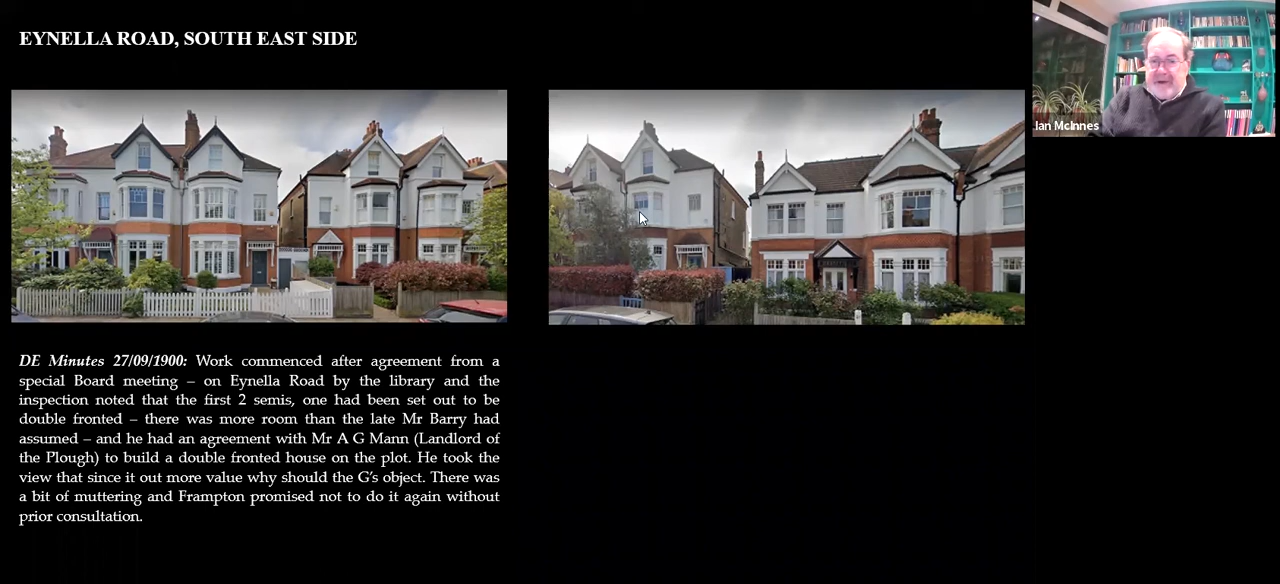 EYNELLA ROAD, SOUTH EAST SIDE
Ian McInnes
DE Minutes 27/09/1900: Work commenced after agreement from a
special Board meeting – on Eynella Road by the library and the
inspection noted that the first 2 semis, one had been set out to be
double fronted – there was more room than the late Mr Barry had
assumed – and he had an agreement with Mr A G Mann (Landlord of
the Plough) to build a double fronted house on the plot. He took the
view that since it out more value why should the G's object. There was
a bit of muttering and Frampton promised not to do it again without
prior consultation.